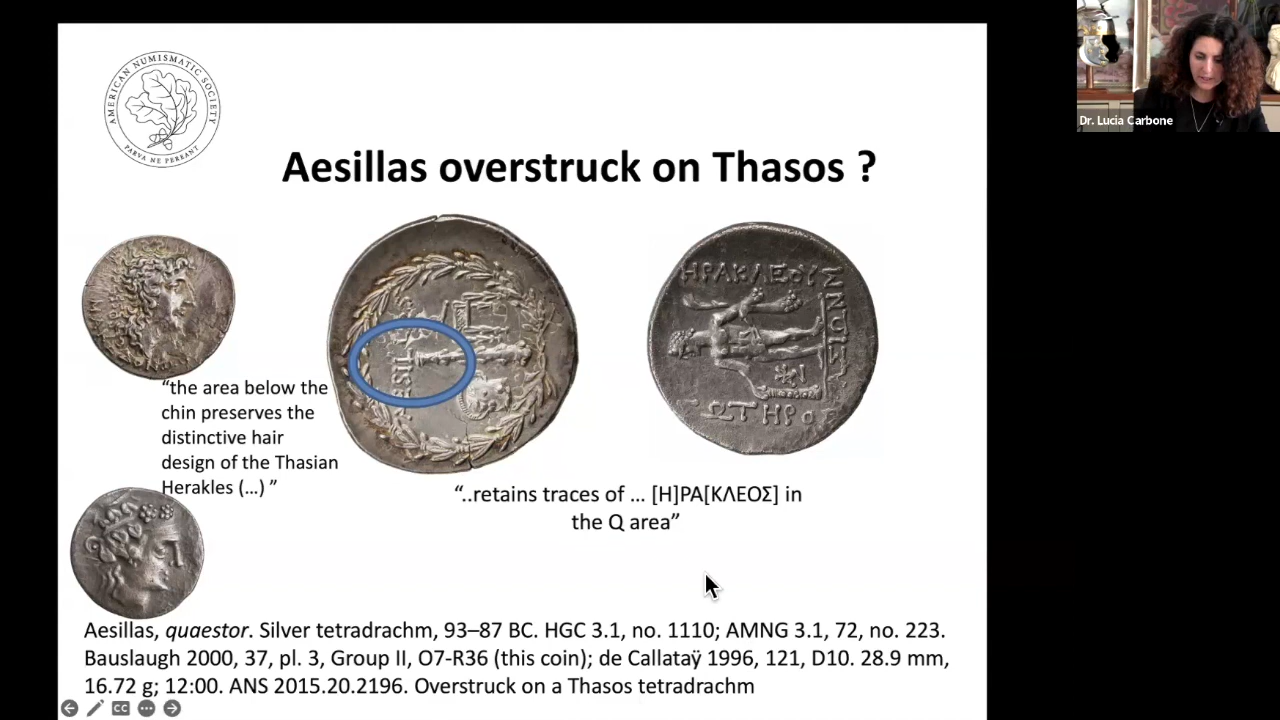 AMERICAN NUMISMATIC SOCIETY
PARVA NE PEREANT
Dr. Lucia Carbone
Aesillas overstruck on Thasos ?
ΗΡΑΚΛΕΟΥΣ
ΣΩΤΗΡΟΣ
“the area below the
chin preserves the
distinctive hair
design of the Thasian
Herakles (…) ”
“..retains traces of … [Η]ΡΑ[ΚΛΕΟΣ] in
the Q area”
Aesillas, quaestor. Silver tetradrachm, 93–87 BC. HGC 3.1, no. 1110; AMNG 3.1, 72, no. 223.
Bauslaugh 2000, 37, pl. 3, Group II, O7-R36 (this coin); de Callataÿ 1996, 121, D10. 28.9 mm,
16.72 g; 12:00. ANS 2015.20.2196. Overstruck on a Thasos tetradrachm
CC